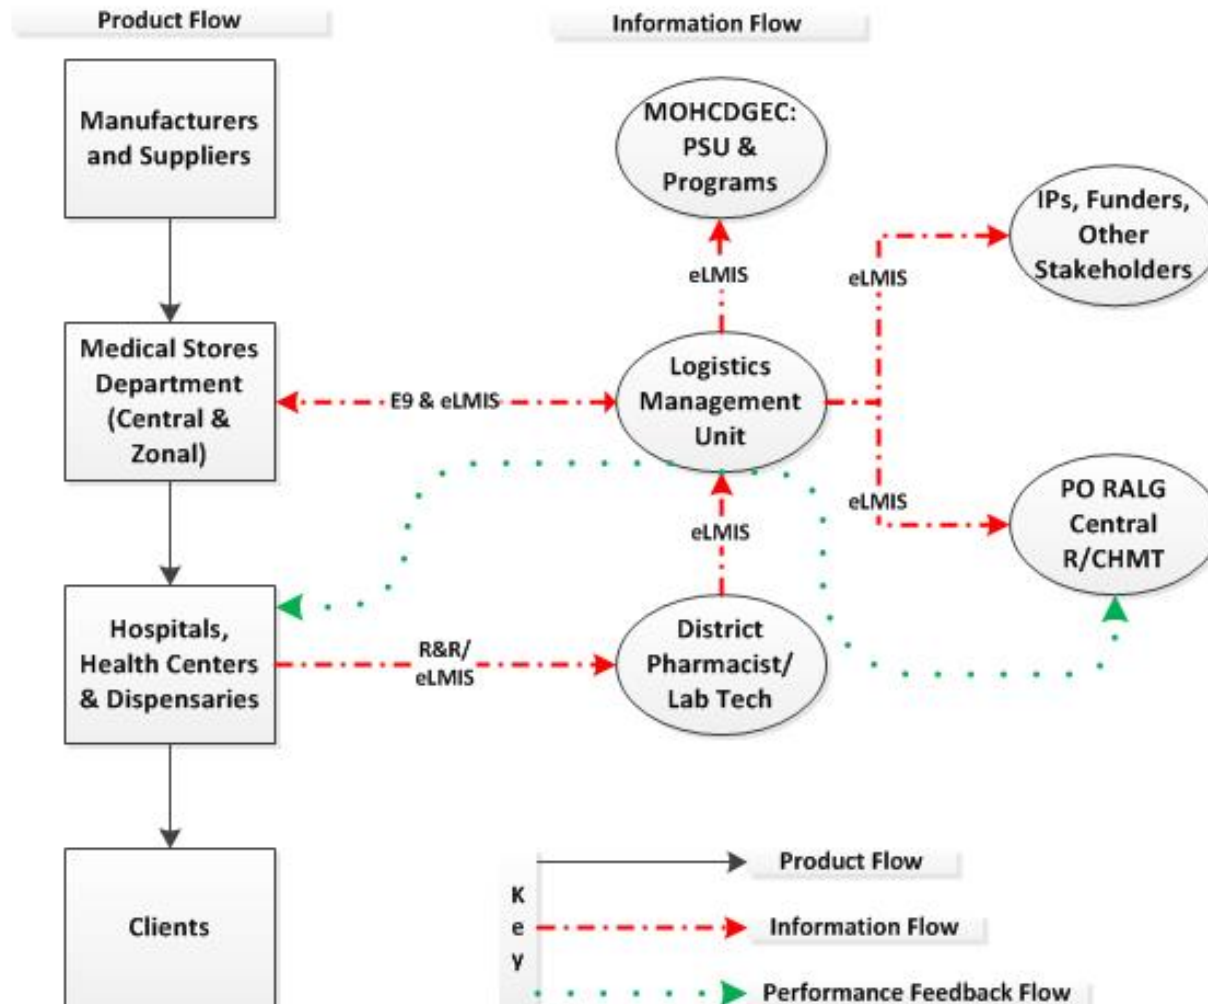 Product Flow
Information Flow
Manufacturers
and Suppliers
MOHCDGEC:
PSU &
Programs
IPs, Funders,
Other
Stakeholders
eLMIS
eLMIS
Medical Stores
Department
(Central &
Zonal)
E9 & eLMIS
Logistics
Management
Unit
eLMIS
PO RALG
Central
R/CHMT
eLMIS
Hospitals,
Health Centers
& Dispensaries
R&R/
eLMIS
District
Pharmacist/
Lab Tech
Clients
Key
Product Flow
Information Flow
Performance Feedback Flow